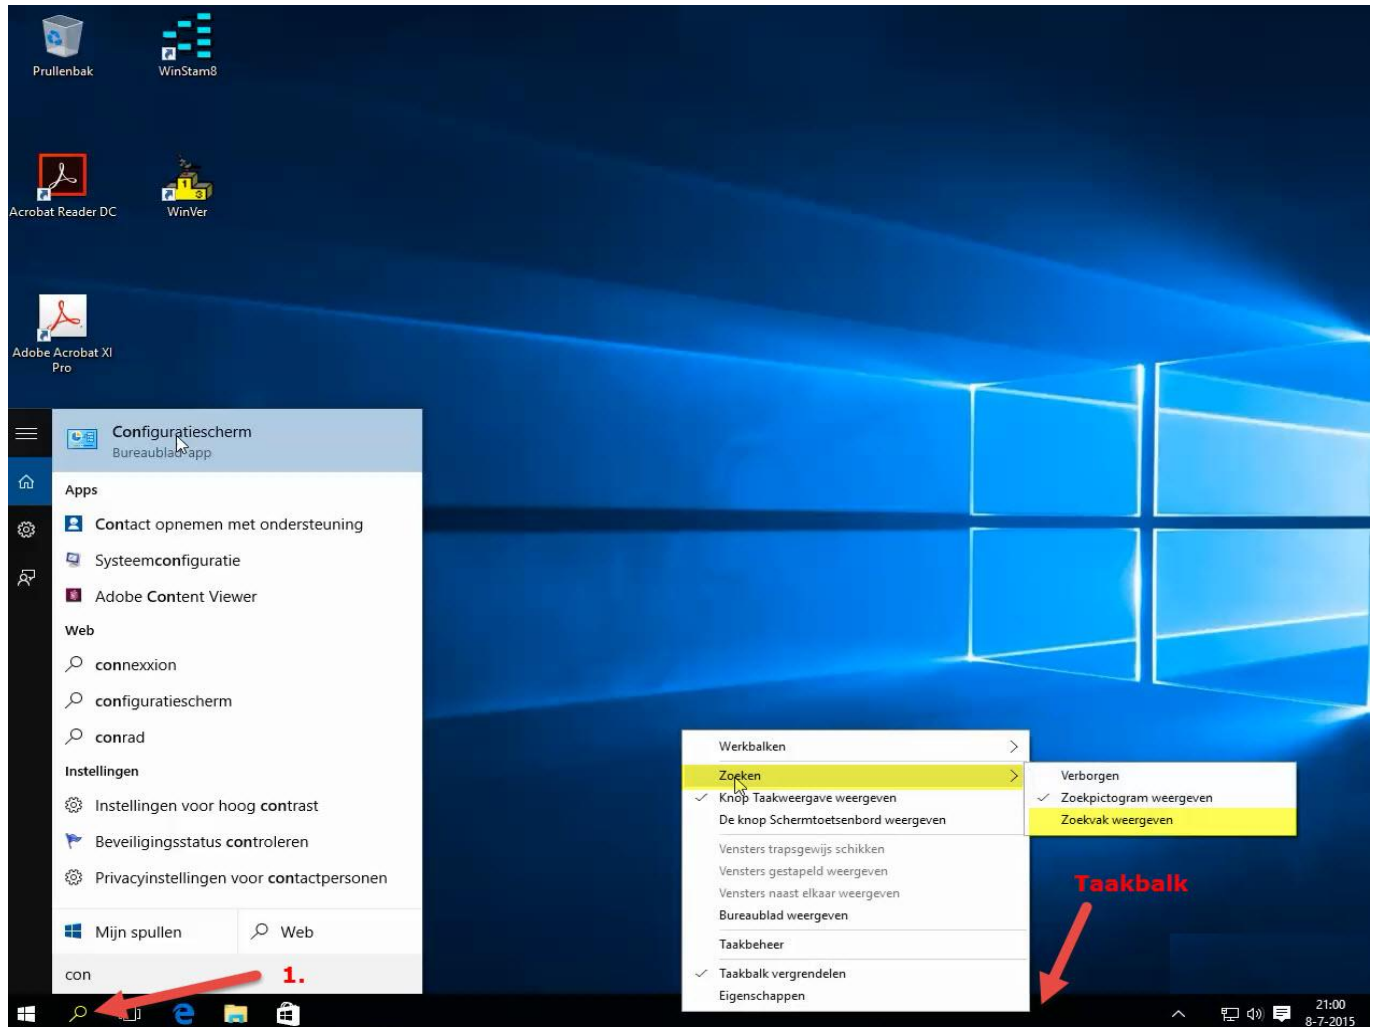 Prullenbak
WinStam8
Acrobat Reader DC
WinVer
Adobe Acrobat XI
Pro
Configuratiescherm
Bureaublad-app
Apps
Contact opnemen met ondersteuning
Systeemconfiguratie
Adobe Content Viewer
Web
connexxion
configuratiescherm
conrad
Instellingen
Instellingen voor hoog contrast
Beveiligingsstatus controleren
Privacyinstellingen voor contactpersonen
Mijn spullen
Web
con
1.
Werkbalken
Zoeken
Knop Taakweergave weergeven
De knop Schermtoetsenbord weergeven
Vensters trapsgewijs schikken
Vensters gestapeld weergeven
Vensters naast elkaar weergeven
Bureaublad weergeven
Taakbeheer
Taakbalk vergrendelen
Eigenschappen
Verborgen
Zoekpictogram weergeven
Zoekvak weergeven
Taakbalk
21:00
8-7-2015